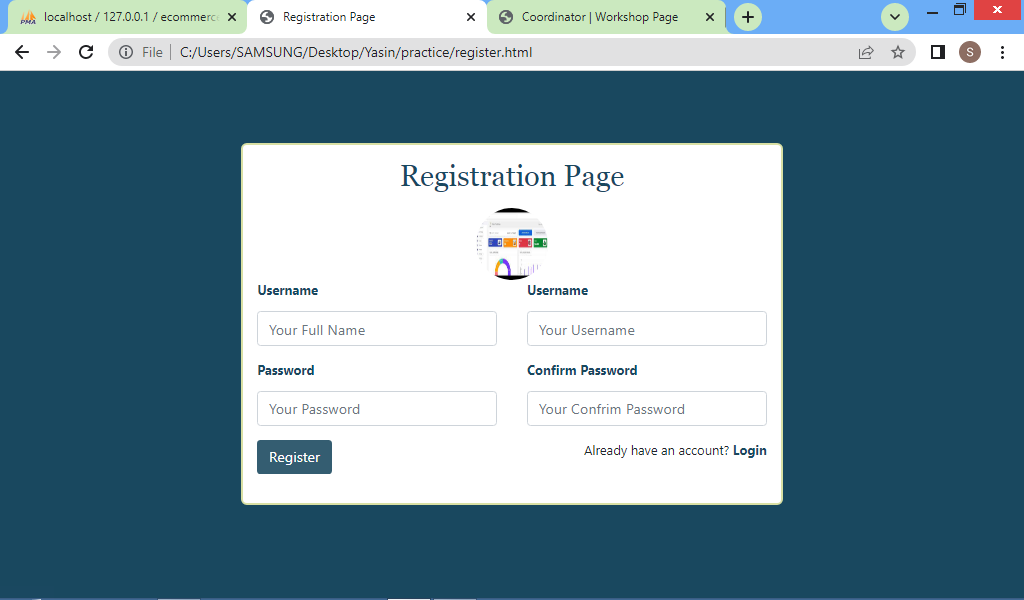 localhost / 127.0.0.1 / ecommerc
Registration Page
Coordinator | Workshop Page
File
C:/Users/SAMSUNG/Desktop/Yasin/practice/register.html
S
Registration Page
Username
Username
Your Full Name
Your Username
Password
Confirm Password
Your Password
Your Confrim Password
Register
Already have an account? Login